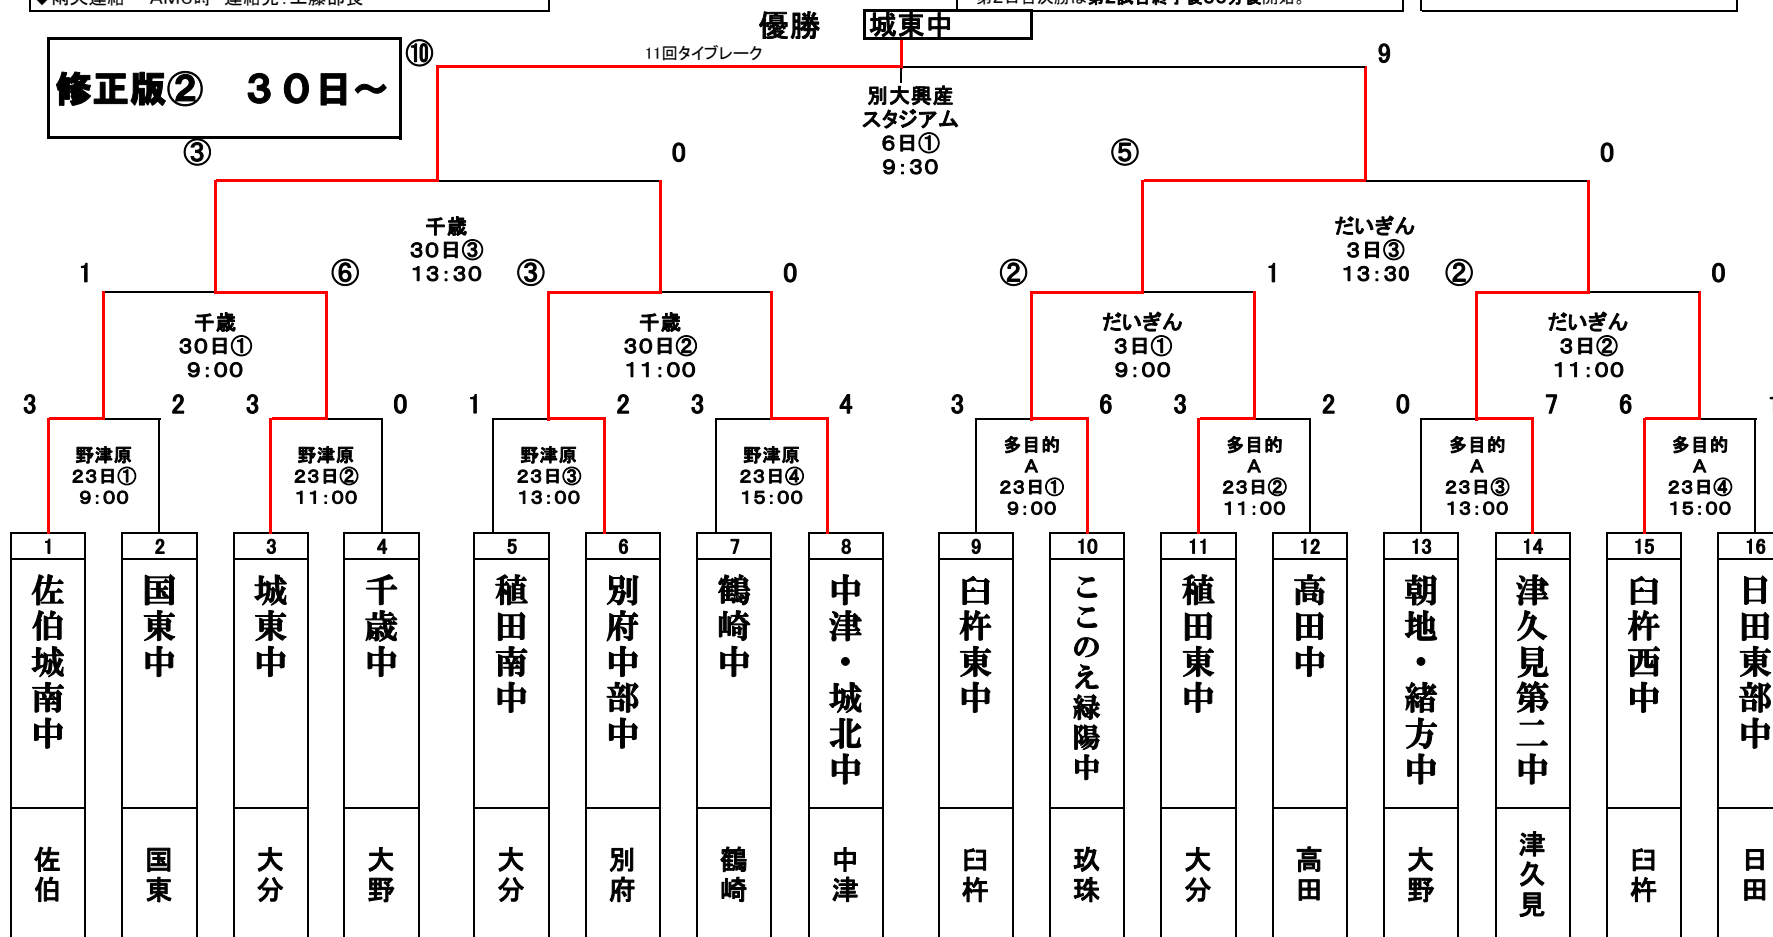 優勝
城東中
修正版②　３０日～
⑩
11回タイブレーク
9
別大興産
スタジアム
6日①
9:30
③
0
⑤
0
千歳
30日③
13:30
だいぎん
3日③
13:30
1
⑥
③
0
②
1
②
0
千歳
30日①
9:00
千歳
30日②
11:00
だいぎん
3日①
9:00
だいぎん
3日②
11:00
3
2
3
0
1
2
3
4
3
6
3
2
0
7
6
野津原
23日①
9:00
野津原
23日②
11:00
野津原
23日③
13:00
野津原
23日④
15:00
多目的
A
23日①
9:00
多目的
A
23日②
11:00
多目的
A
23日③
13:00
多目的
A
23日④
15:00
1
2
3
4
5
6
7
8
9
10
11
12
13
14
15
16
佐伯城南中
国東中
城東中
千歳中
稙田南中
別府中部中
鶴崎中
中津・城北中
臼杵東中
ここのえ緑陽中
稙田東中
高田中
朝地・緒方中
津久見第二中
臼杵西中
日田東部中
佐伯
国東
大分
大野
大分
別府
鶴崎
中津
臼杵
玖珠
大分
高田
大野
津久見
臼杵
日田